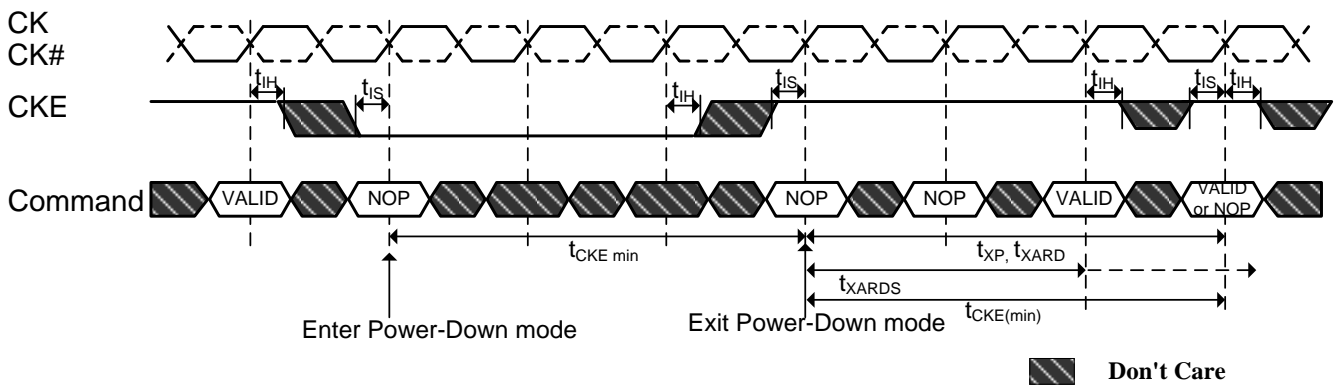 CK
CK#
tIH
tIS
tIH
tIS
tIH
tIS
tIH
CKE
Command
VALID
NOP
NOP
NOP
VALID
VALID
or NOP
tCKE min
tXP, tXARD
tXARDS
tCKE(min)
Enter Power-Down mode
Exit Power-Down mode
Don't Care